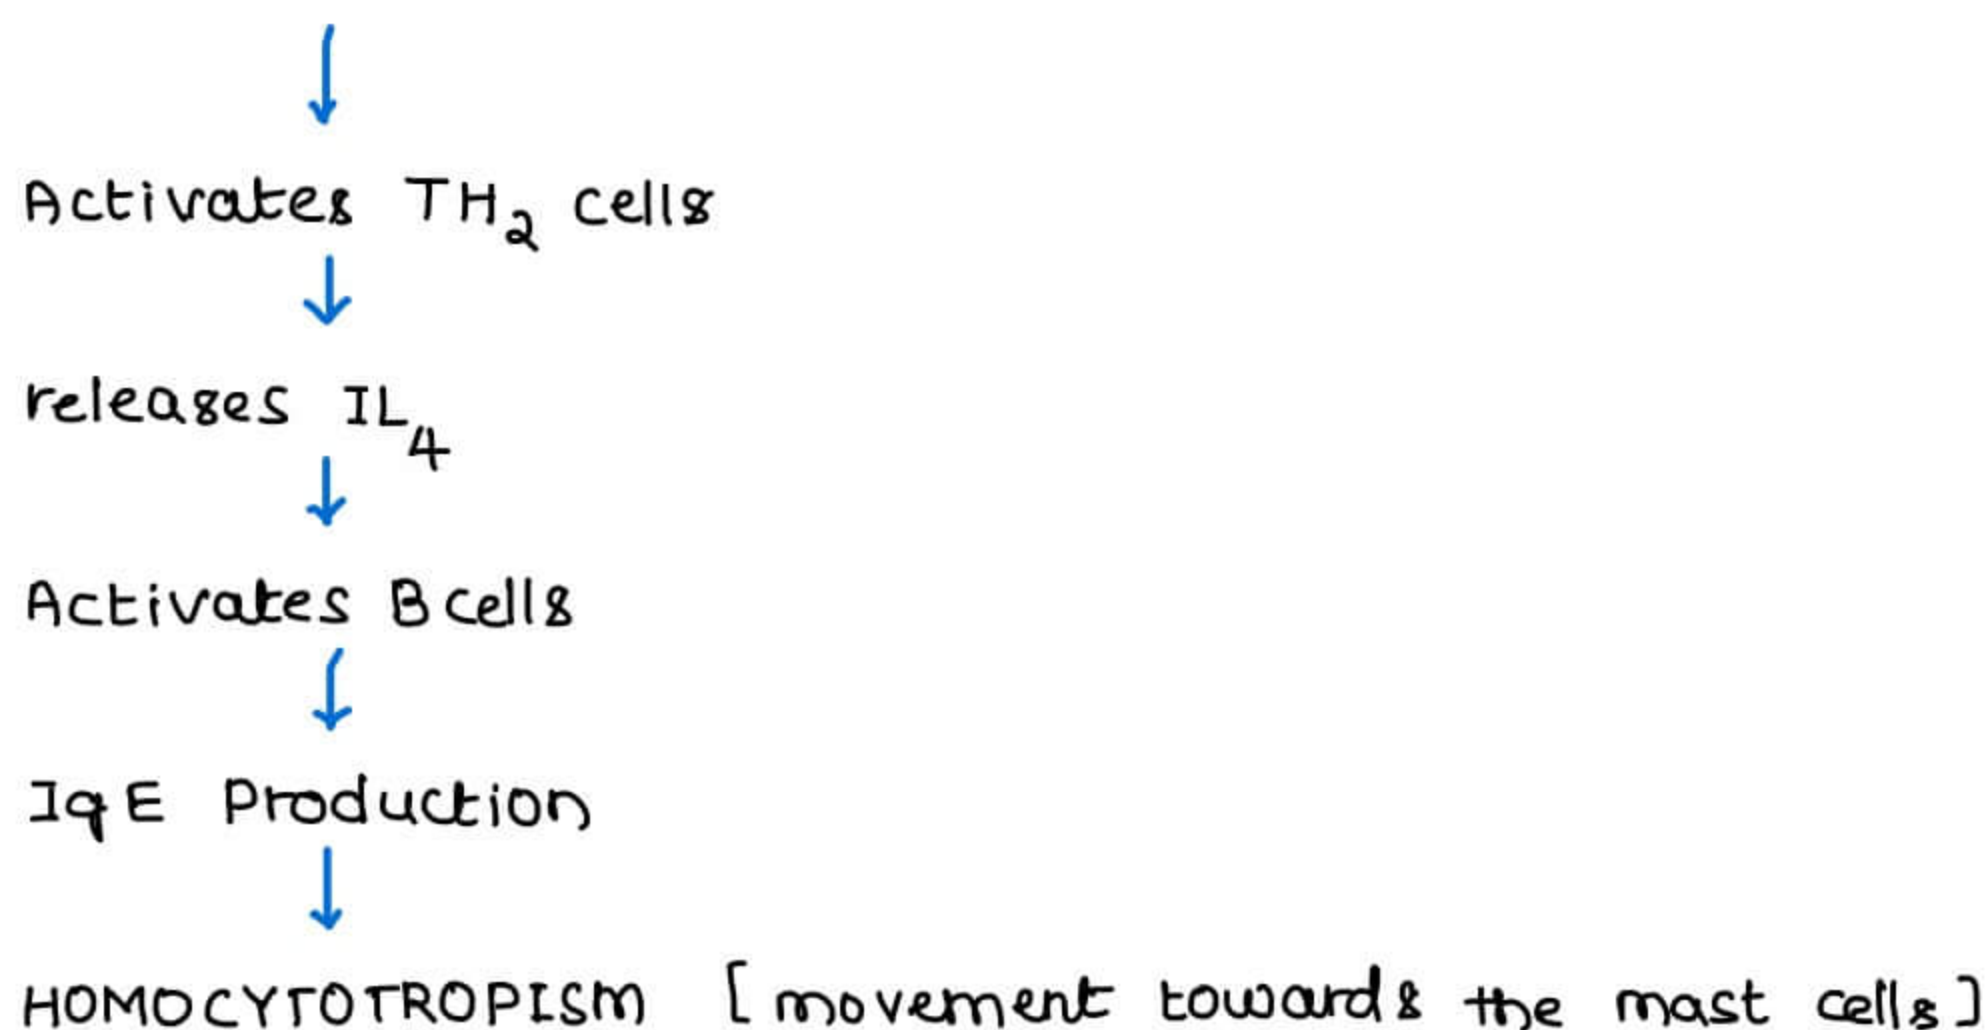 Activates TH₂ cells
releases IL₄
Activates B cells
IgE Production
HOMOCYTOTROPISM [movement towards the mast cells]